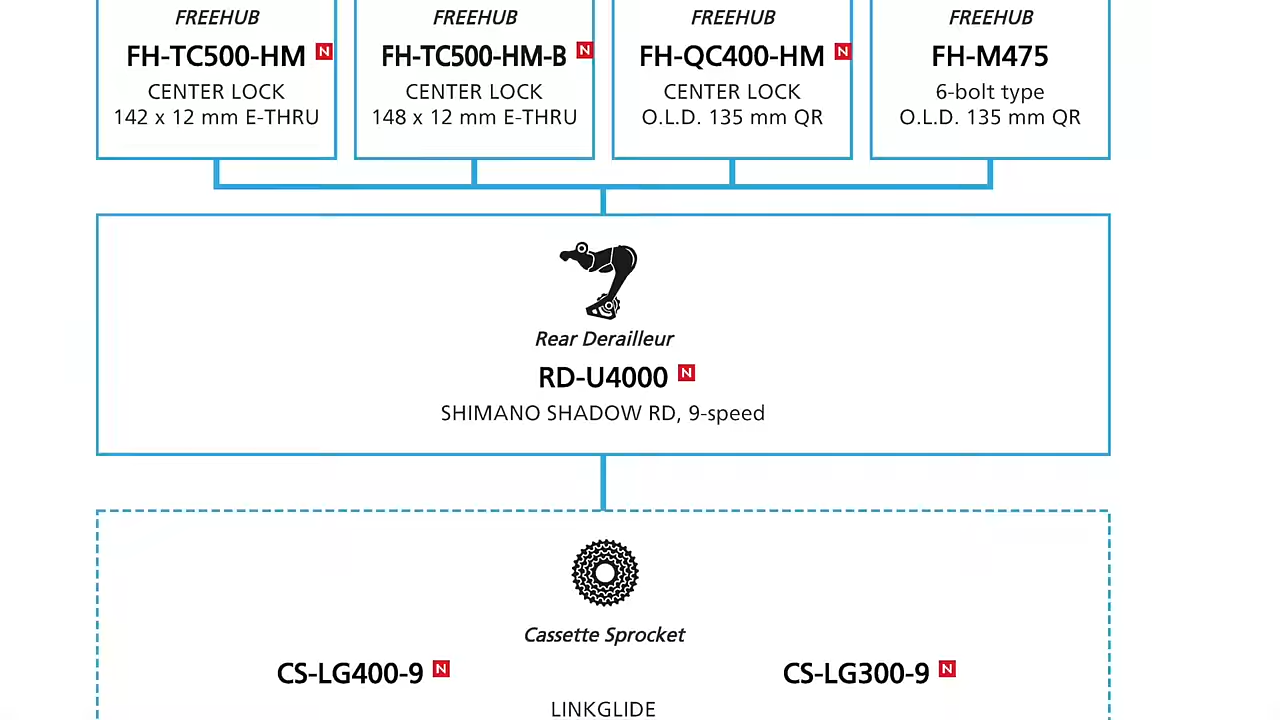 FREEHUB FREEHUB FREEHUB FREEHUB
FH-TC500-HM N FH-TC500-HM-B N FH-QC400-HM N FH-M475
CENTER LOCK CENTER LOCK CENTER LOCK 6-bolt type
142 x 12 mm E-THRU 148 x 12 mm E-THRU O.L.D. 135 mm QR O.L.D. 135 mm QR
Rear Derailleur
RD-U4000 N
SHIMANO SHADOW RD, 9-speed
Cassette Sprocket
CS-LG400-9 N CS-LG300-9 N
LINKGLIDE